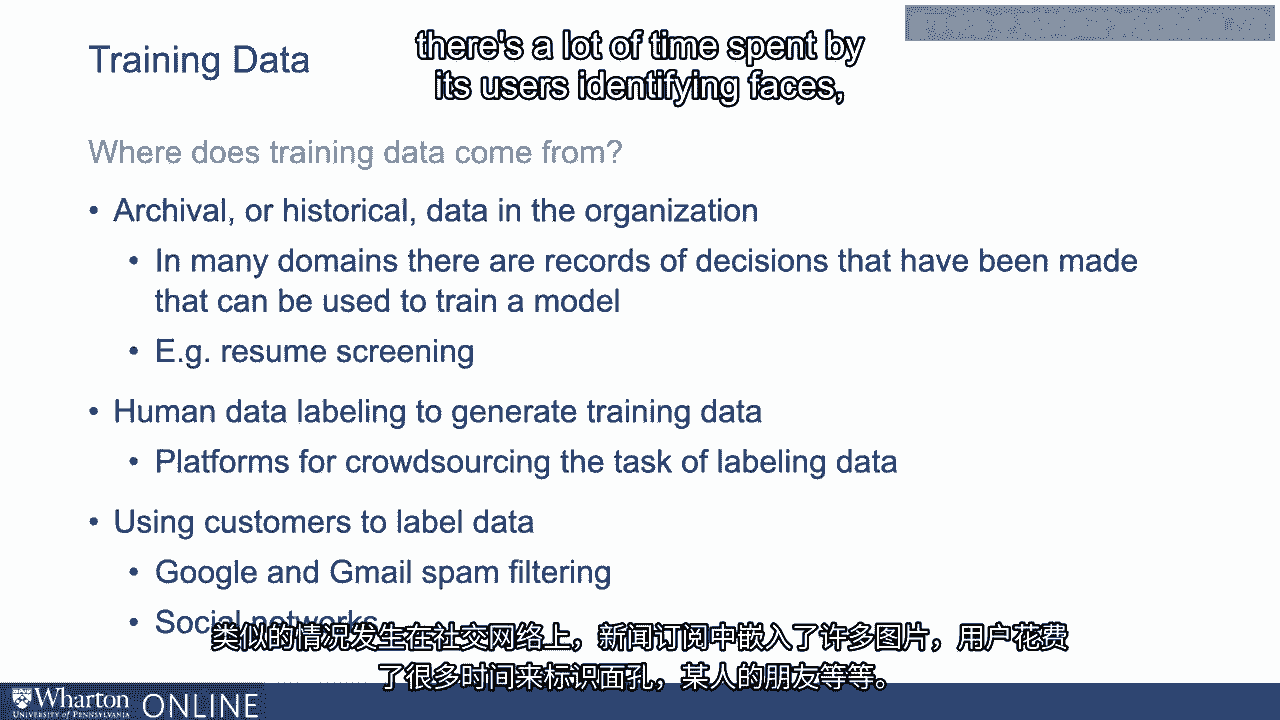 there's a lot of time spent by
its users identifying faces,
Training Data
Where does training data come from?
• Archival, or historical, data in the organization
• In many domains there are records of decisions that have been made
that can be used to train a model
• E.g. resume screening
• Human data labeling to generate training data
• Platforms for crowdsourcing the task of labeling data
• Using customers to label data
• Google and Gmail spam filtering
• Social networks
类似的情况发生在社交网络上，新闻订阅中嵌入了许多图片，用户花费
了很多时间来标识面孔，某人的朋友等等。
Wharton ONLINE
UNIVERSITY of PENNSYLVANIA